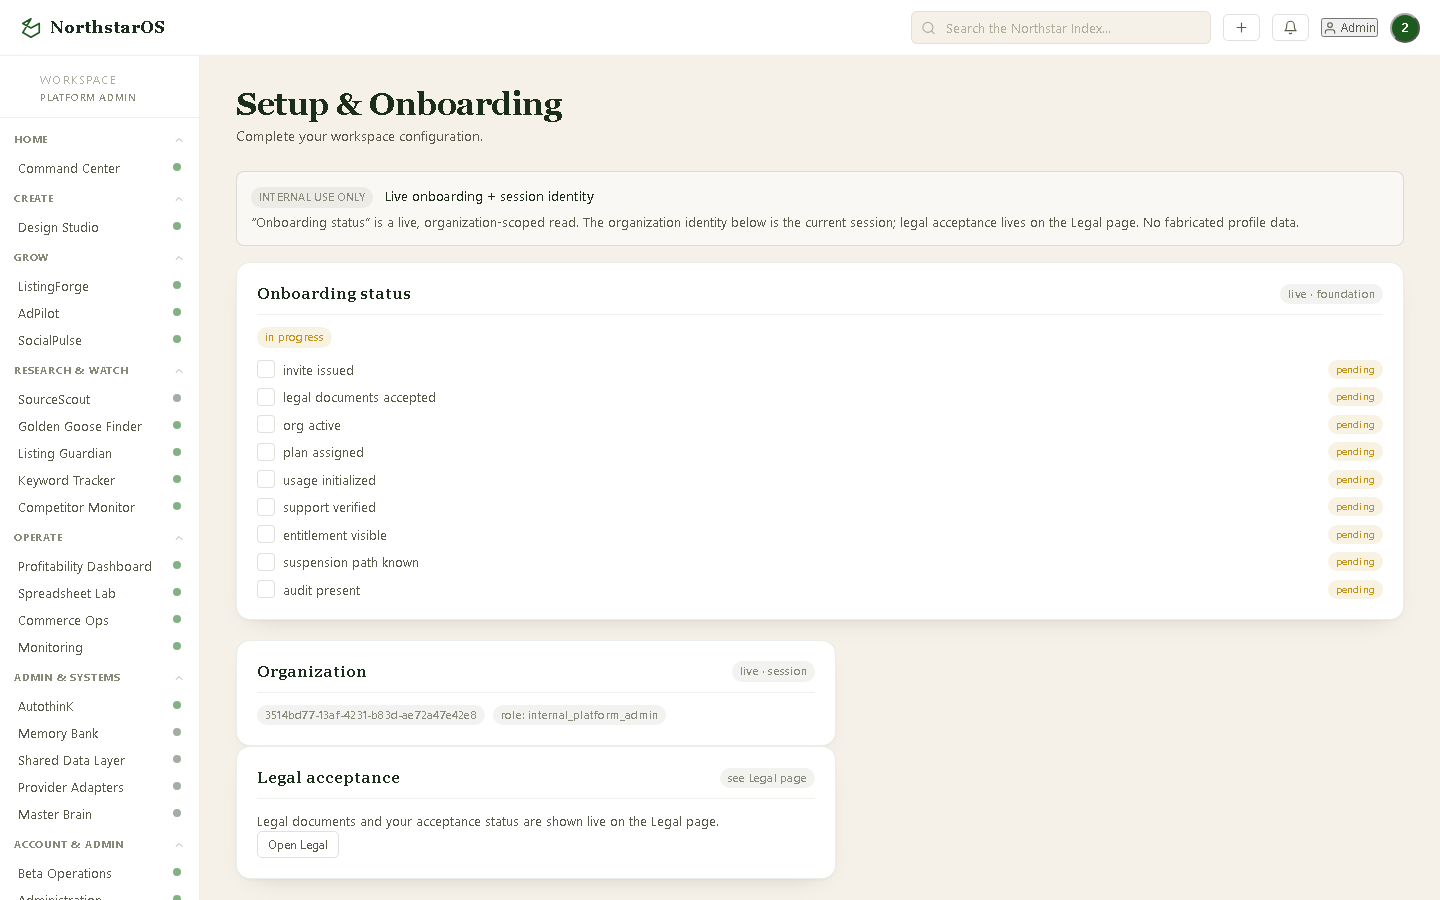 NorthstarOS
Search the Northstar Index...
Admin
2
WORKSPACE
PLATFORM ADMIN
HOME
Command Center
CREATE
Design Studio
GROW
ListingForge
AdPilot
SocialPulse
RESEARCH & WATCH
SourceScout
Golden Goose Finder
Listing Guardian
Keyword Tracker
Competitor Monitor
OPERATE
Profitability Dashboard
Spreadsheet Lab
Commerce Ops
Monitoring
ADMIN & SYSTEMS
AutothinK
Memory Bank
Shared Data Layer
Provider Adapters
Master Brain
ACCOUNT & ADMIN
Beta Operations
Administration
Setup & Onboarding
Complete your workspace configuration.
INTERNAL USE ONLY Live onboarding + session identity
"Onboarding status" is a live, organization-scoped read. The organization identity below is the current session; legal acceptance lives on the Legal page. No fabricated profile data.
Onboarding status live · foundation
in progress
invite issued pending
legal documents accepted pending
org active pending
plan assigned pending
usage initialized pending
support verified pending
entitlement visible pending
suspension path known pending
audit present pending
Organization live · session
3514bd77-13af-4231-b83d-ae72a47e42e8 role: internal_platform_admin
Legal acceptance see Legal page
Legal documents and your acceptance status are shown live on the Legal page.
Open Legal